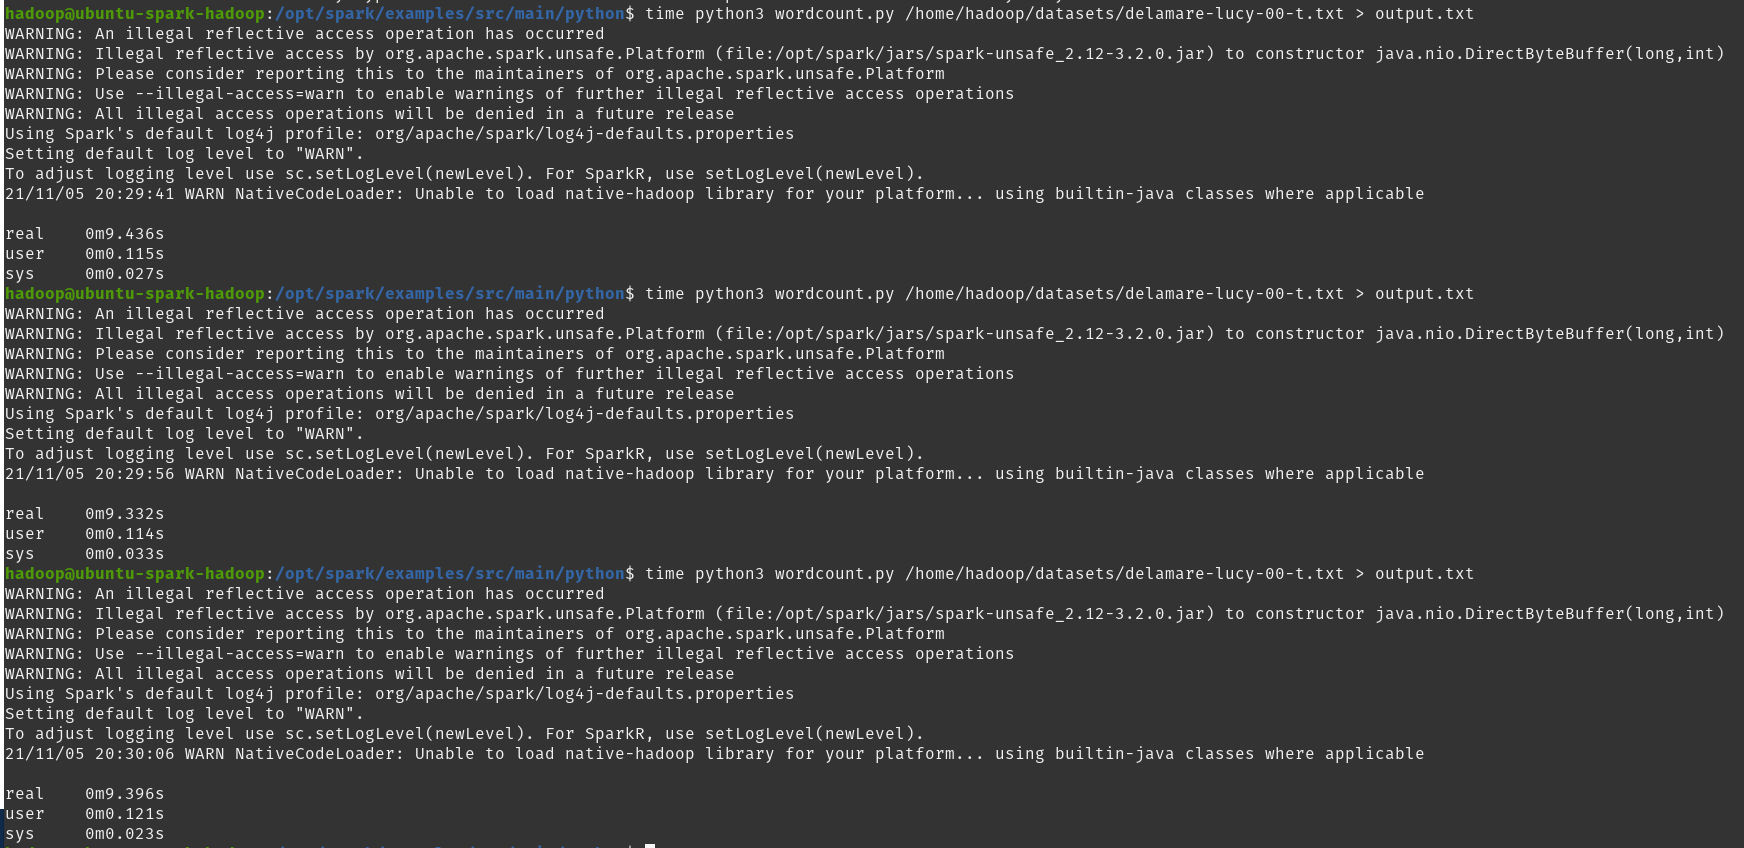 hadoop@ubuntu-spark-hadoop:/opt/spark/examples/src/main/python$ time python3 wordcount.py /home/hadoop/datasets/delamare-lucy-00-t.txt > output.txt
WARNING: An illegal reflective access operation has occurred
WARNING: Illegal reflective access by org.apache.spark.unsafe.Platform (file:/opt/spark/jars/spark-unsafe_2.12-3.2.0.jar) to constructor java.nio.DirectByteBuffer(long,int)
WARNING: Please consider reporting this to the maintainers of org.apache.spark.unsafe.Platform
WARNING: Use --illegal-access=warn to enable warnings of further illegal reflective access operations
WARNING: All illegal access operations will be denied in a future release
Using Spark's default log4j profile: org/apache/spark/log4j-defaults.properties
Setting default log level to "WARN".
To adjust logging level use sc.setLogLevel(newLevel). For SparkR, use setLogLevel(newLevel).
21/11/05 20:29:41 WARN NativeCodeLoader: Unable to load native-hadoop library for your platform... using builtin-java classes where applicable
real    0m9.436s
user    0m0.115s
sys     0m0.027s
hadoop@ubuntu-spark-hadoop:/opt/spark/examples/src/main/python$ time python3 wordcount.py /home/hadoop/datasets/delamare-lucy-00-t.txt > output.txt
WARNING: An illegal reflective access operation has occurred
WARNING: Illegal reflective access by org.apache.spark.unsafe.Platform (file:/opt/spark/jars/spark-unsafe_2.12-3.2.0.jar) to constructor java.nio.DirectByteBuffer(long,int)
WARNING: Please consider reporting this to the maintainers of org.apache.spark.unsafe.Platform
WARNING: Use --illegal-access=warn to enable warnings of further illegal reflective access operations
WARNING: All illegal access operations will be denied in a future release
Using Spark's default log4j profile: org/apache/spark/log4j-defaults.properties
Setting default log level to "WARN".
To adjust logging level use sc.setLogLevel(newLevel). For SparkR, use setLogLevel(newLevel).
21/11/05 20:29:56 WARN NativeCodeLoader: Unable to load native-hadoop library for your platform... using builtin-java classes where applicable
real    0m9.332s
user    0m0.114s
sys     0m0.033s
hadoop@ubuntu-spark-hadoop:/opt/spark/examples/src/main/python$ time python3 wordcount.py /home/hadoop/datasets/delamare-lucy-00-t.txt > output.txt
WARNING: An illegal reflective access operation has occurred
WARNING: Illegal reflective access by org.apache.spark.unsafe.Platform (file:/opt/spark/jars/spark-unsafe_2.12-3.2.0.jar) to constructor java.nio.DirectByteBuffer(long,int)
WARNING: Please consider reporting this to the maintainers of org.apache.spark.unsafe.Platform
WARNING: Use --illegal-access=warn to enable warnings of further illegal reflective access operations
WARNING: All illegal access operations will be denied in a future release
Using Spark's default log4j profile: org/apache/spark/log4j-defaults.properties
Setting default log level to "WARN".
To adjust logging level use sc.setLogLevel(newLevel). For SparkR, use setLogLevel(newLevel).
21/11/05 20:30:06 WARN NativeCodeLoader: Unable to load native-hadoop library for your platform... using builtin-java classes where applicable
real    0m9.396s
user    0m0.121s
sys     0m0.023s